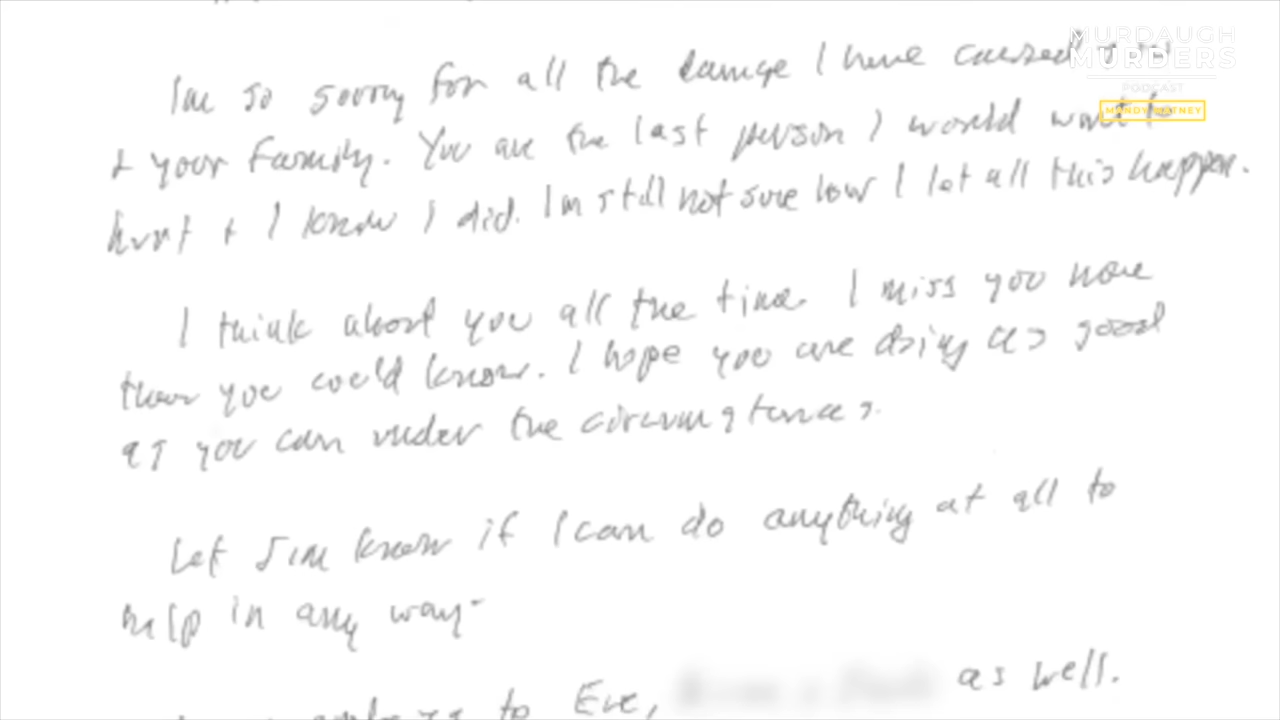 MURDAUGH
MURDERS
PODCAST
MANDY MATNEY
Im so sorry for all the damage I have caused you
+ your family. You are the last person I would want to
hurt + I know I did. Im still not sure how I let all this happen.
I think about you all the time. I miss you more
than you could know. I hope you are doing as good
as you can under the circumstances.
Let Jim know if I can do anything at all to
help in any way-
to Eve, as well.